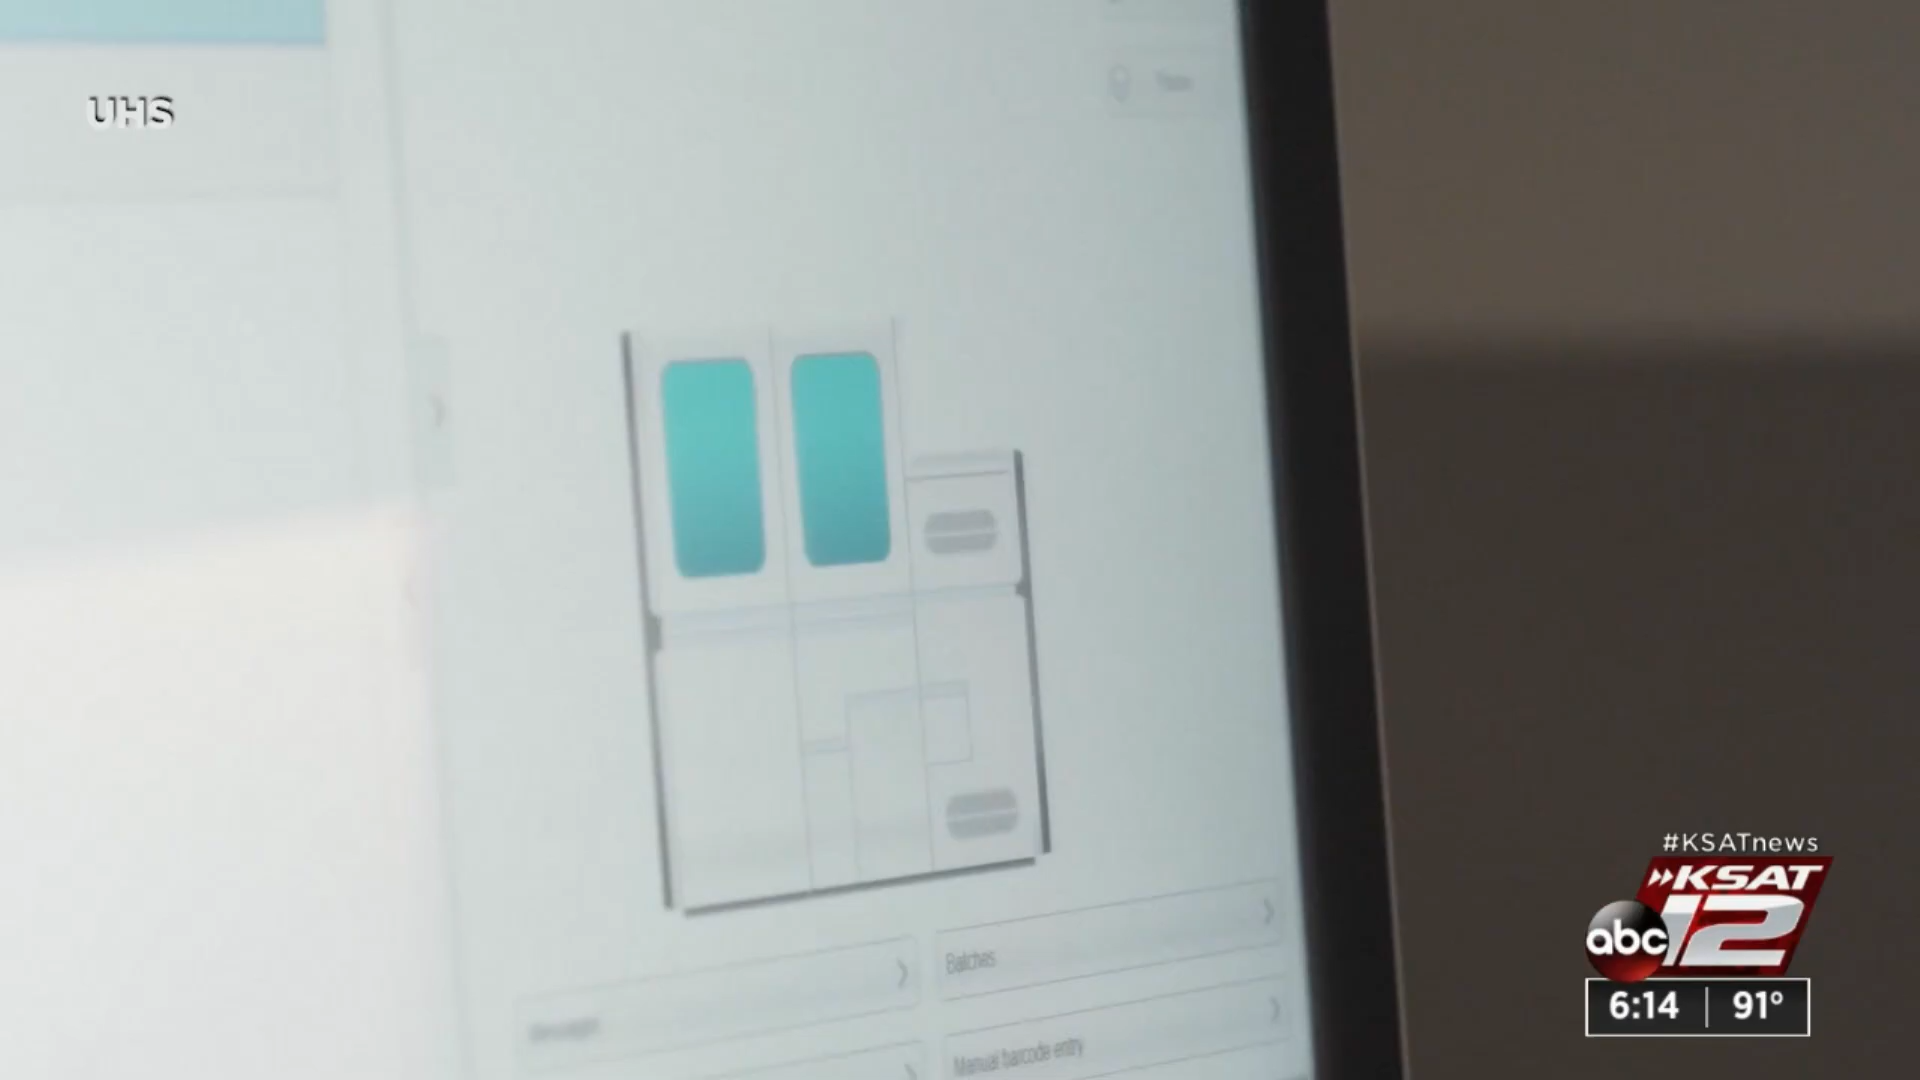 UHS
Batches
Manual barcode entry
#KSATnews
KSAT
abc 12
6:14 | 91°